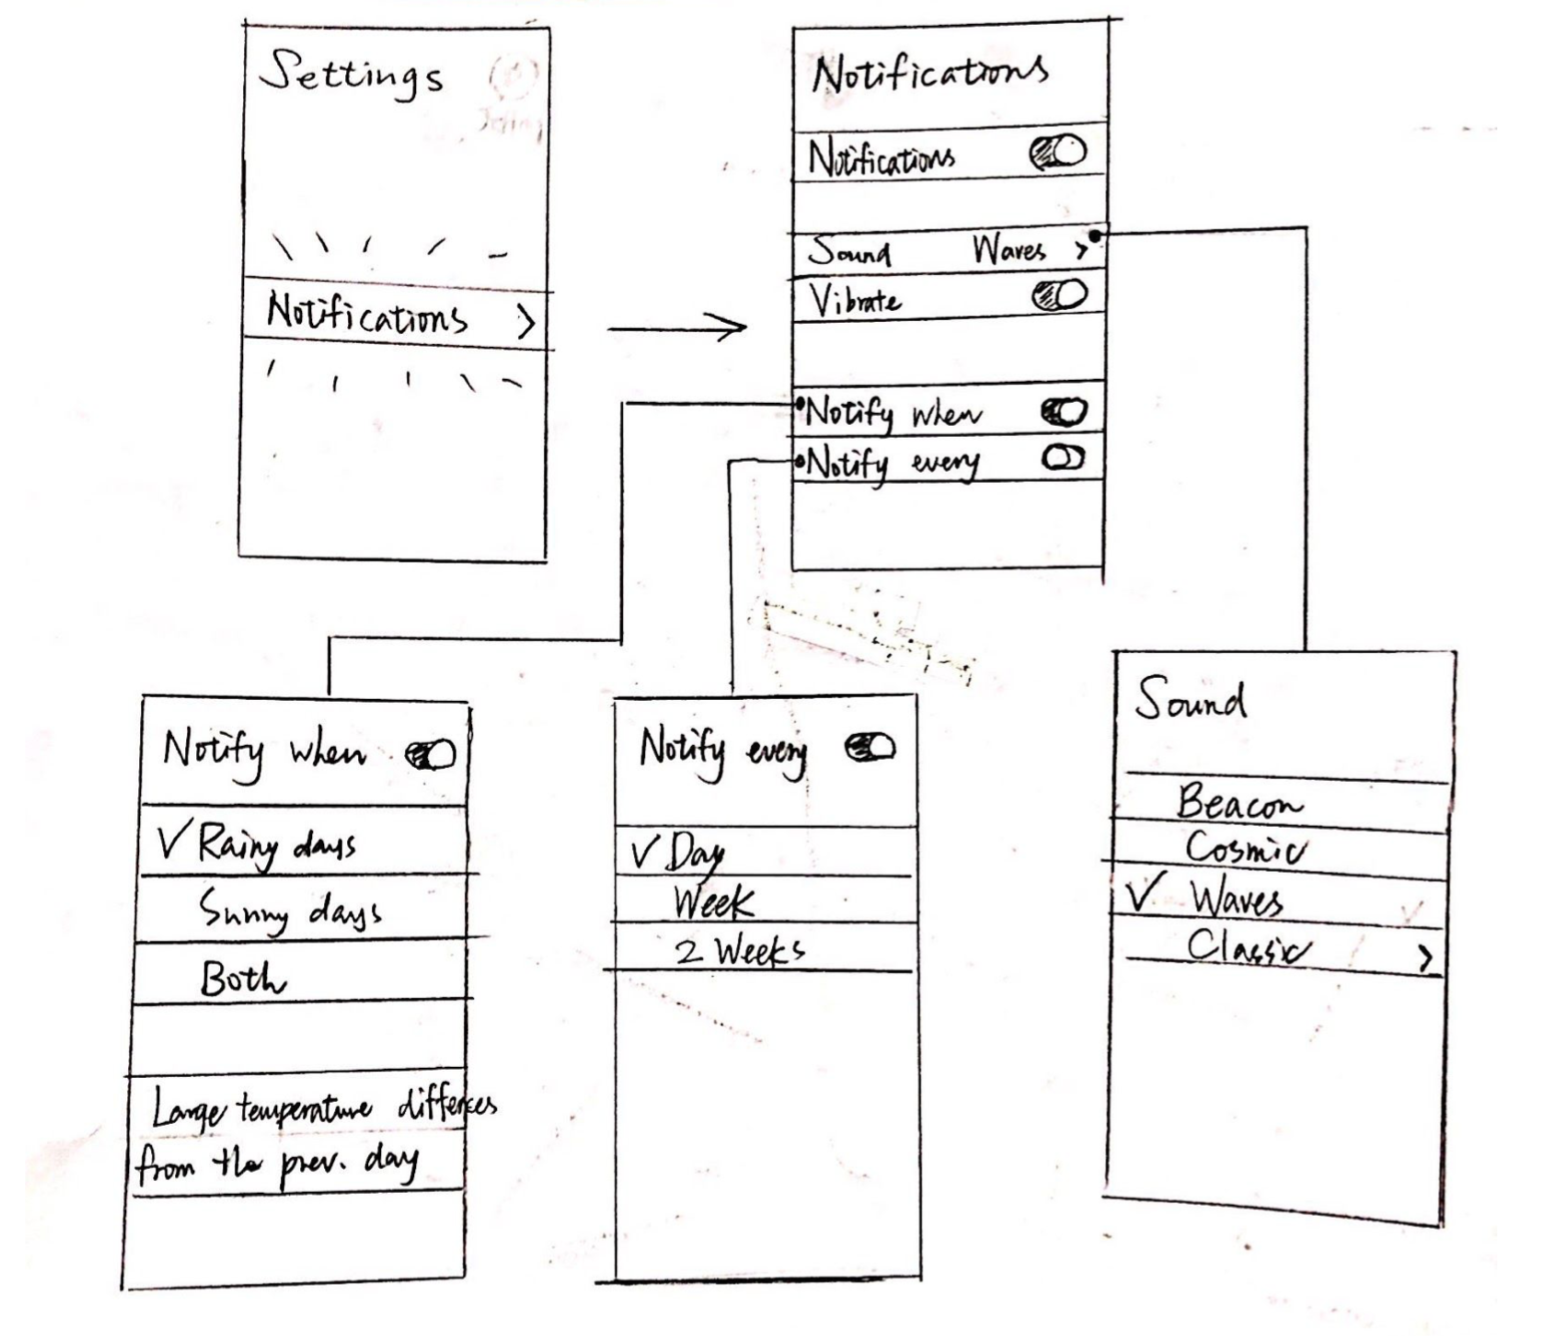 Settings
Notifications >
Notifications
Notifications
Sound Waves >
Vibrate
Notify when
Notify every
Notify when
✓ Rainy days
Sunny days
Both
Large temperature differces
from the prev. day
Notify every
✓ Day
Week
2 Weeks
Sound
Beacon
Cosmic
✓ Waves
Classic >